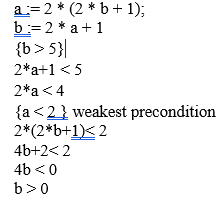 a := 2 * (2 * b + 1);
b := 2 * a + 1
{b > 5}
2*a+1 < 5
2*a < 4
{a < 2 } weakest precondition
2*(2*b+1)< 2
4b+2< 2
4b < 0
b > 0